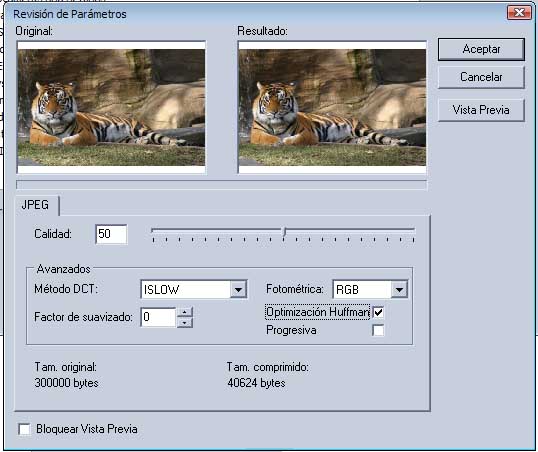 Revisión de Parámetros
Original:
Resultado:
Aceptar
Cancelar
Vista Previa
JPEG
Calidad: 50
Avanzados
Método DCT: ISLOW Fotométrica: RGB
Factor de suavizado: 0 Optimización Huffman
Progresiva
Tam. original: Tam. comprimido:
300000 bytes 40624 bytes
Bloquear Vista Previa